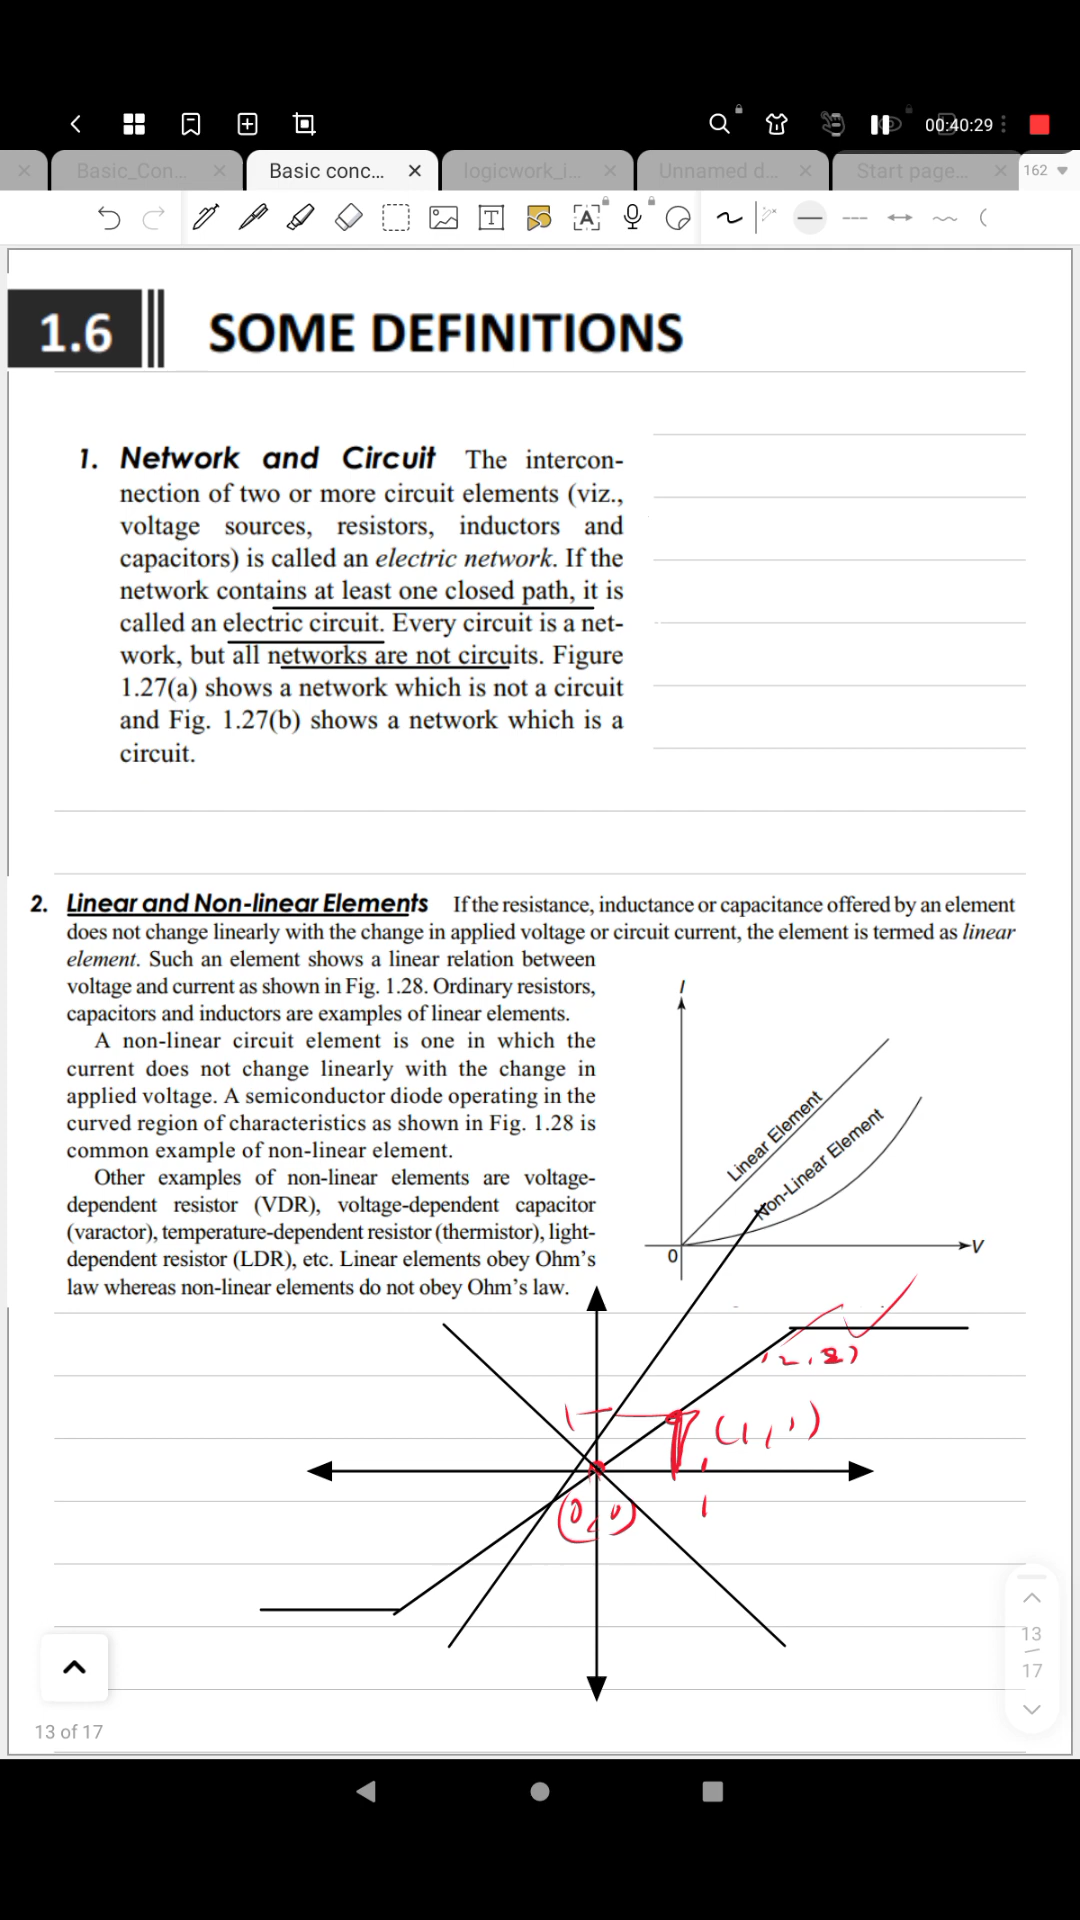 00:40:29
Basic_Con...
Basic conc...
logicwork_i...
Unnamed d...
Start page...
162
1.6 SOME DEFINITIONS
1. Network and Circuit The intercon-
nection of two or more circuit elements (viz.,
voltage sources, resistors, inductors and
capacitors) is called an electric network. If the
network contains at least one closed path, it is
called an electric circuit. Every circuit is a net-
work, but all networks are not circuits. Figure
1.27(a) shows a network which is not a circuit
and Fig. 1.27(b) shows a network which is a
circuit.
2. Linear and Non-linear Elements If the resistance, inductance or capacitance offered by an element
does not change linearly with the change in applied voltage or circuit current, the element is termed as linear
element. Such an element shows a linear relation between
voltage and current as shown in Fig. 1.28. Ordinary resistors,
capacitors and inductors are examples of linear elements.
A non-linear circuit element is one in which the
current does not change linearly with the change in
applied voltage. A semiconductor diode operating in the
curved region of characteristics as shown in Fig. 1.28 is
common example of non-linear element.
Other examples of non-linear elements are voltage-
dependent resistor (VDR), voltage-dependent capacitor
(varactor), temperature-dependent resistor (thermistor), light-
dependent resistor (LDR), etc. Linear elements obey Ohm's
law whereas non-linear elements do not obey Ohm's law.
I
Linear Element
Non-Linear Element
0
V
(1,1)
1
1
(0,0)
13
17
13 of 17